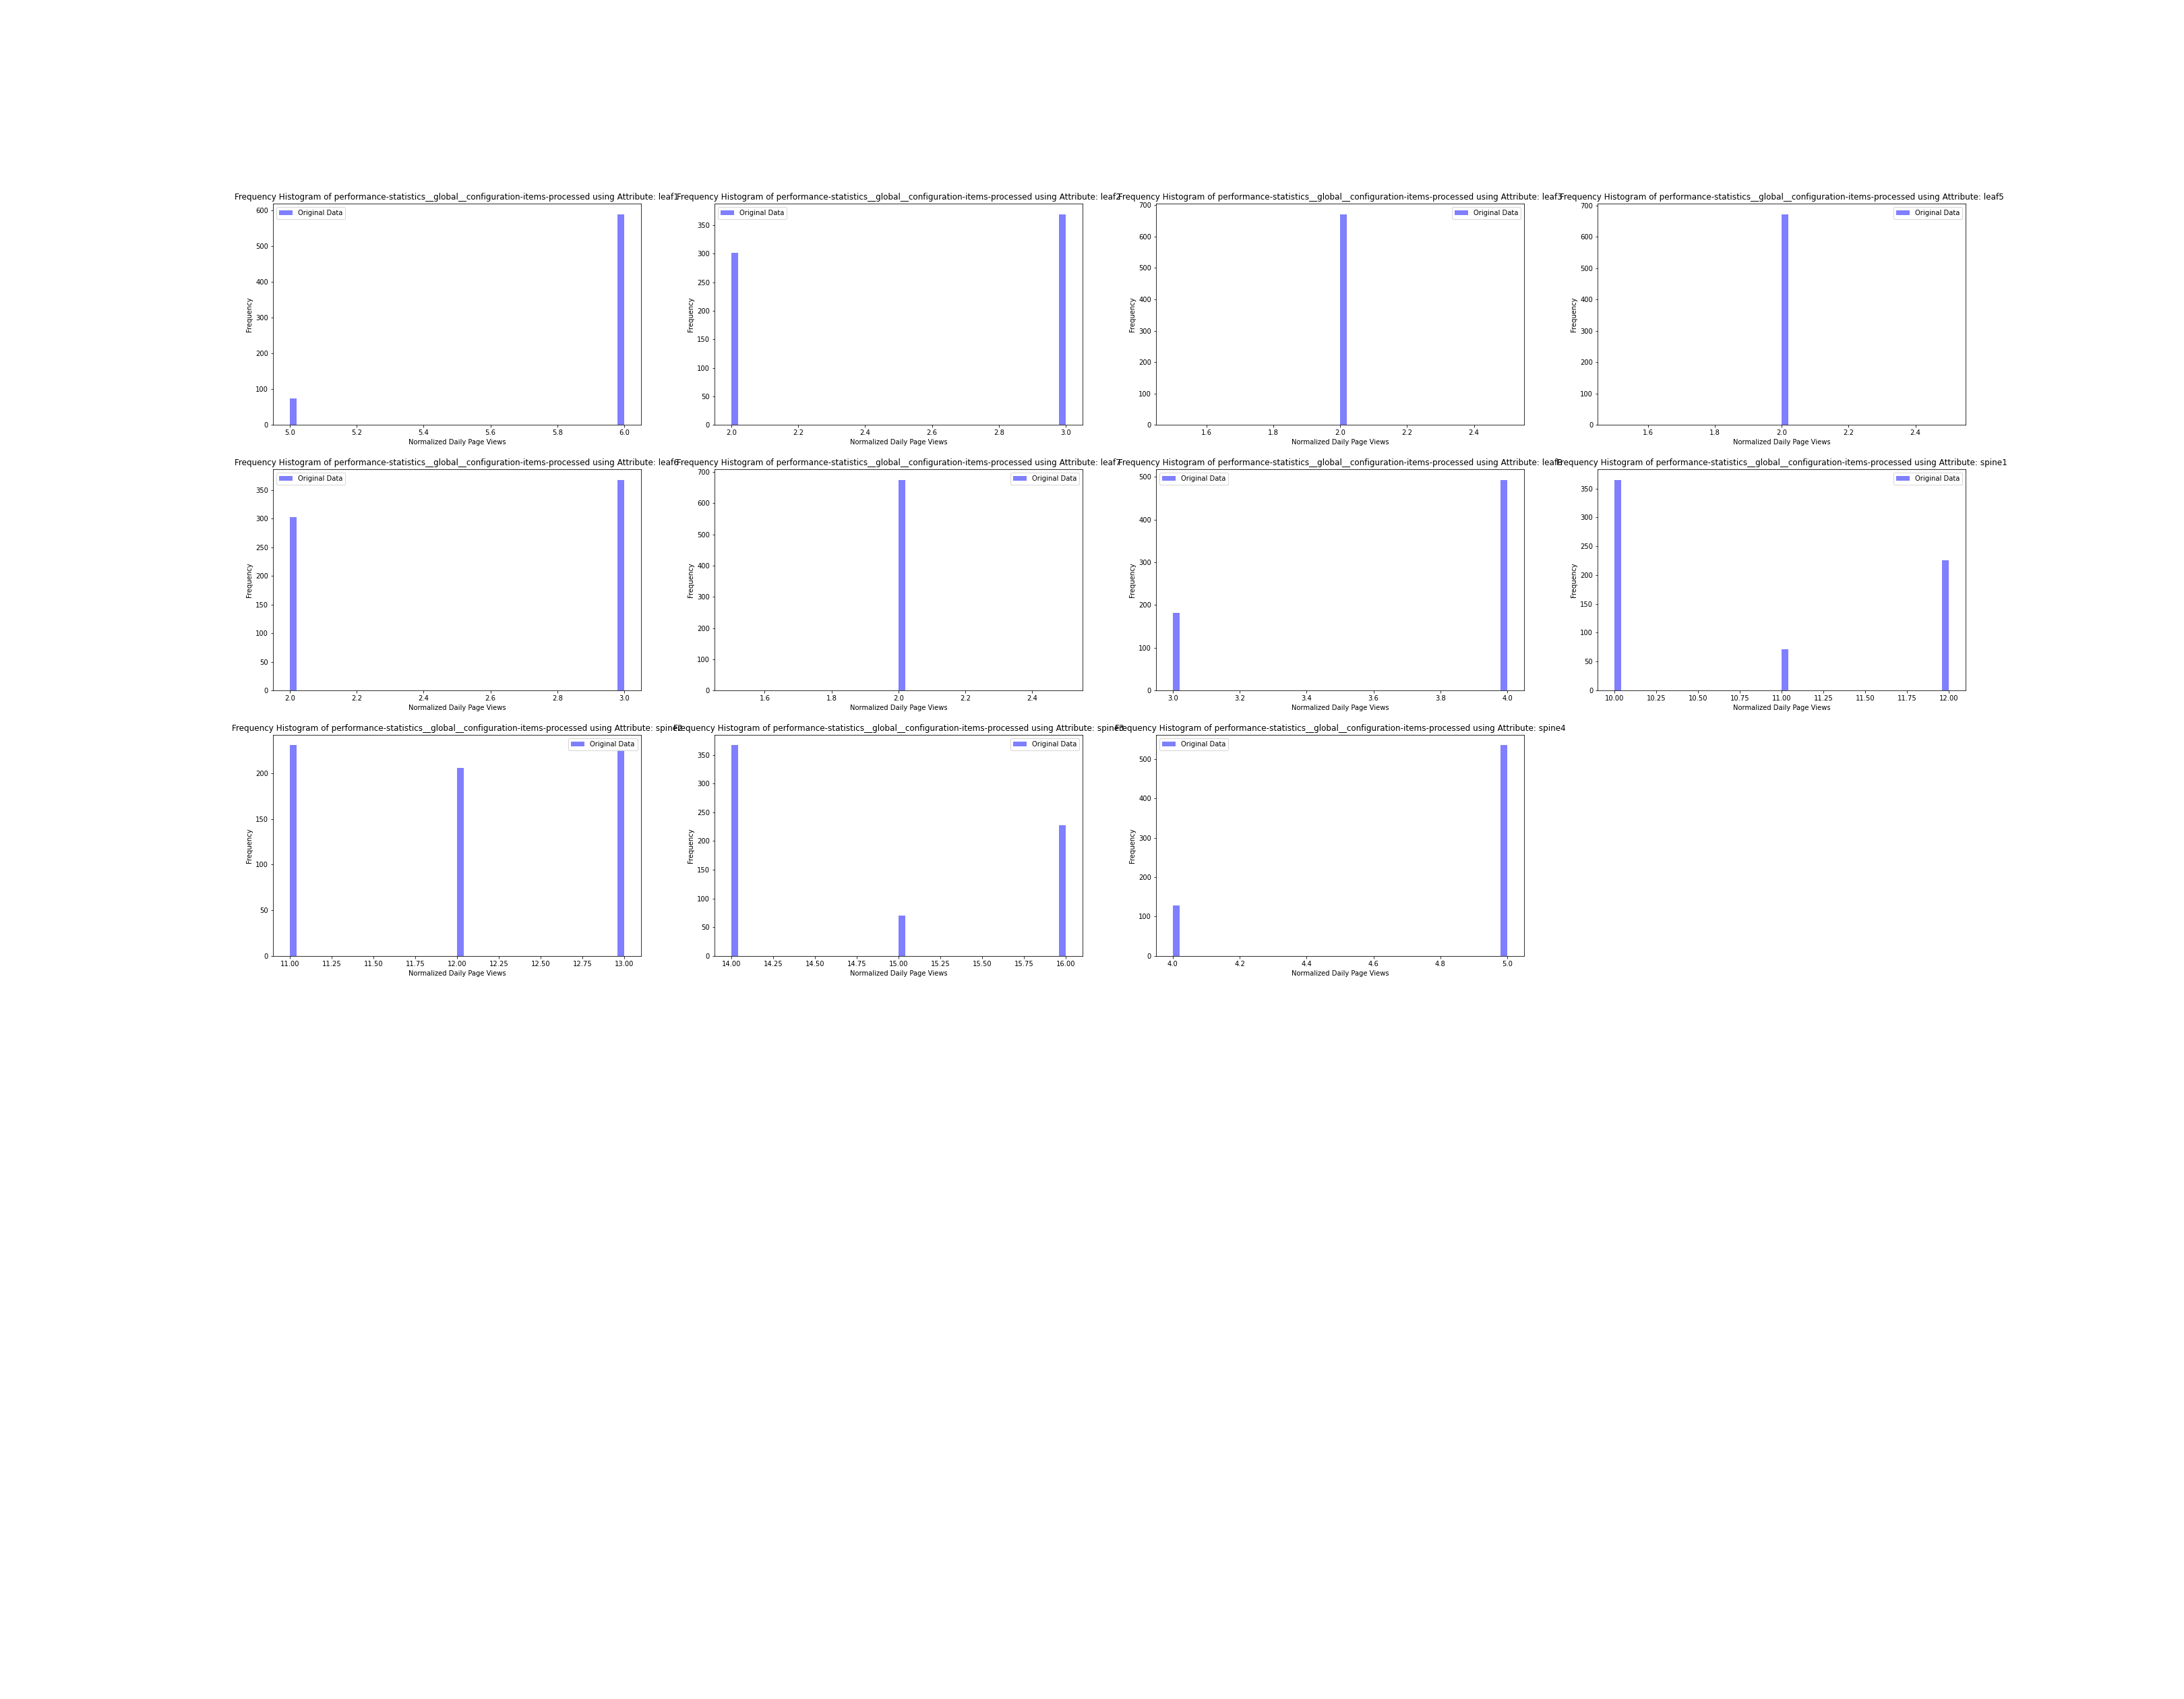 Frequency Histogram of performance-statistics__global__configuration-items-processed using Attribute: leaf1
Original Data
600
500
400
300
200
100
0
Frequency
5.0 5.2 5.4 5.6 5.8 6.0
Normalized Daily Page Views
Frequency Histogram of performance-statistics__global__configuration-items-processed using Attribute: leaf2
Original Data
350
300
250
200
150
100
50
0
Frequency
2.0 2.2 2.4 2.6 2.8 3.0
Normalized Daily Page Views
Frequency Histogram of performance-statistics__global__configuration-items-processed using Attribute: leaf3
Original Data
700
600
500
400
300
200
100
0
Frequency
1.6 1.8 2.0 2.2 2.4
Normalized Daily Page Views
Frequency Histogram of performance-statistics__global__configuration-items-processed using Attribute: leaf5
Original Data
700
600
500
400
300
200
100
0
Frequency
1.6 1.8 2.0 2.2 2.4
Normalized Daily Page Views
Frequency Histogram of performance-statistics__global__configuration-items-processed using Attribute: leaf6
Original Data
350
300
250
200
150
100
50
0
Frequency
2.0 2.2 2.4 2.6 2.8 3.0
Normalized Daily Page Views
Frequency Histogram of performance-statistics__global__configuration-items-processed using Attribute: leaf7
Original Data
700
600
500
400
300
200
100
0
Frequency
1.6 1.8 2.0 2.2 2.4
Normalized Daily Page Views
Frequency Histogram of performance-statistics__global__configuration-items-processed using Attribute: leaf8
Original Data
500
400
300
200
100
0
Frequency
3.0 3.2 3.4 3.6 3.8 4.0
Normalized Daily Page Views
Frequency Histogram of performance-statistics__global__configuration-items-processed using Attribute: spine1
Original Data
350
300
250
200
150
100
50
0
Frequency
10.00 10.25 10.50 10.75 11.00 11.25 11.50 11.75 12.00
Normalized Daily Page Views
Frequency Histogram of performance-statistics__global__configuration-items-processed using Attribute: spine2
Original Data
200
150
100
50
0
Frequency
11.00 11.25 11.50 11.75 12.00 12.25 12.50 12.75 13.00
Normalized Daily Page Views
Frequency Histogram of performance-statistics__global__configuration-items-processed using Attribute: spine3
Original Data
350
300
250
200
150
100
50
0
Frequency
14.00 14.25 14.50 14.75 15.00 15.25 15.50 15.75 16.00
Normalized Daily Page Views
Frequency Histogram of performance-statistics__global__configuration-items-processed using Attribute: spine4
Original Data
500
400
300
200
100
0
Frequency
4.0 4.2 4.4 4.6 4.8 5.0
Normalized Daily Page Views